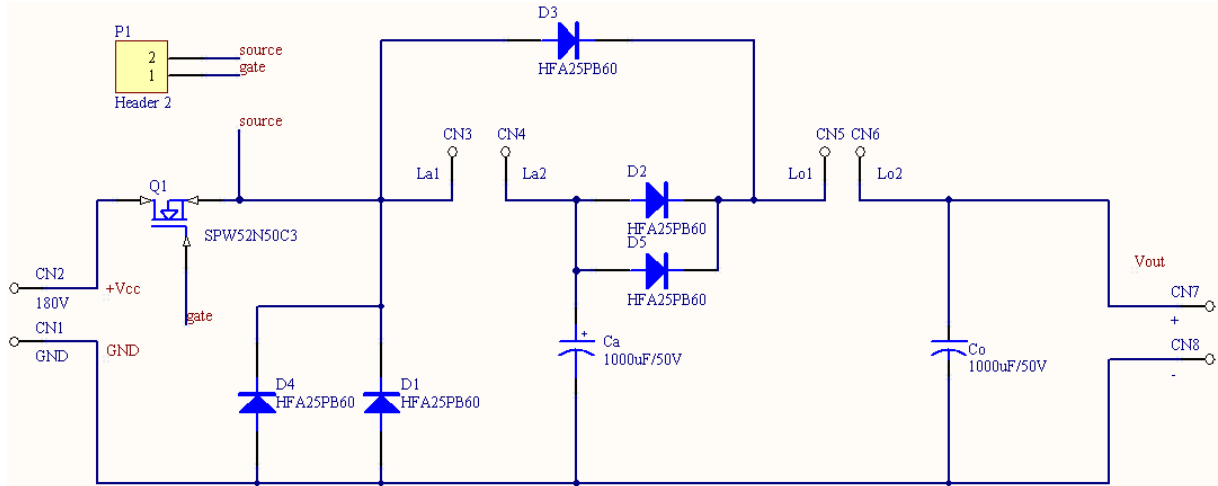 D3
HFA25PB60
P1
2
source
1
gate
Header 2
source
CN3
CN4
CN5
CN6
La1
La2
Lo1
Lo2
D2
HFA25PB60
Q1
SPW52N50C3
D5
HFA25PB60
CN2
+Vcc
180V
gate
CN1
GND
GND
Vout
CN7
+
CN8
-
Ca
+
1000uF/50V
Co
1000uF/50V
D4
HFA25PB60
D1
HFA25PB60